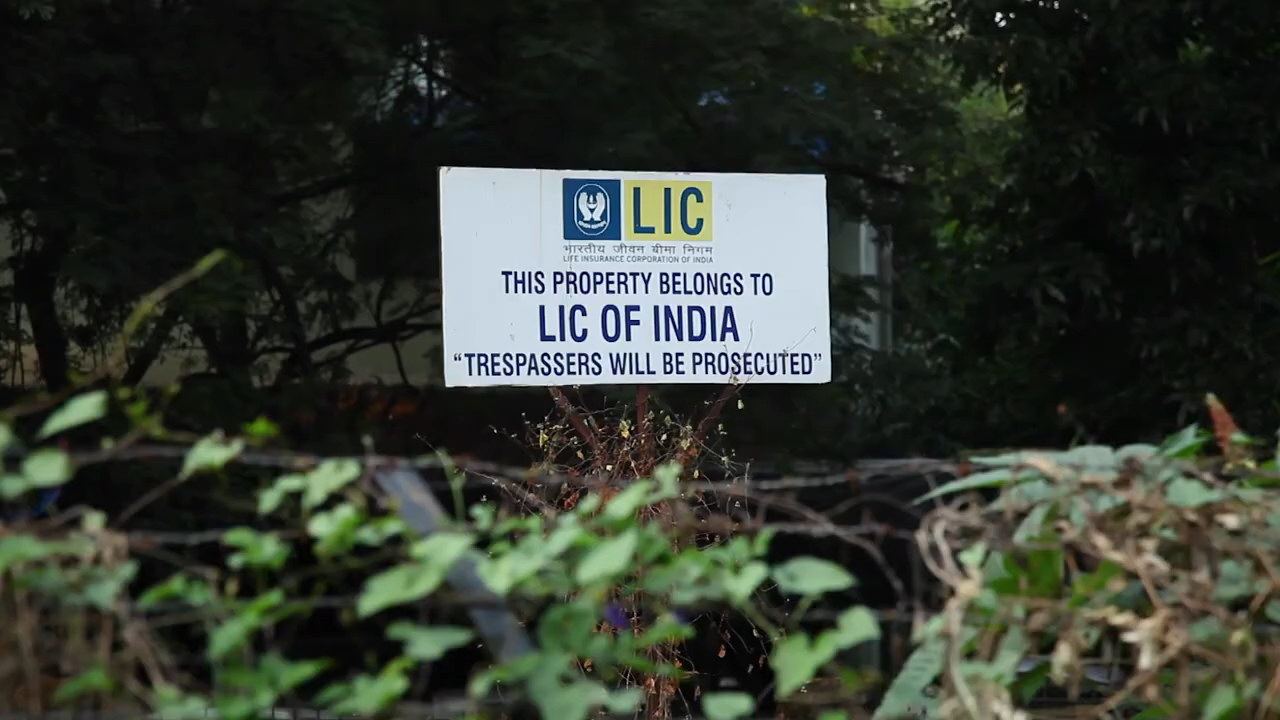 LIC
भारतीय जीवन बीमा निगम
LIFE INSURANCE CORPORATION OF INDIA
THIS PROPERTY BELONGS TO
LIC OF INDIA
“TRESPASSERS WILL BE PROSECUTED”